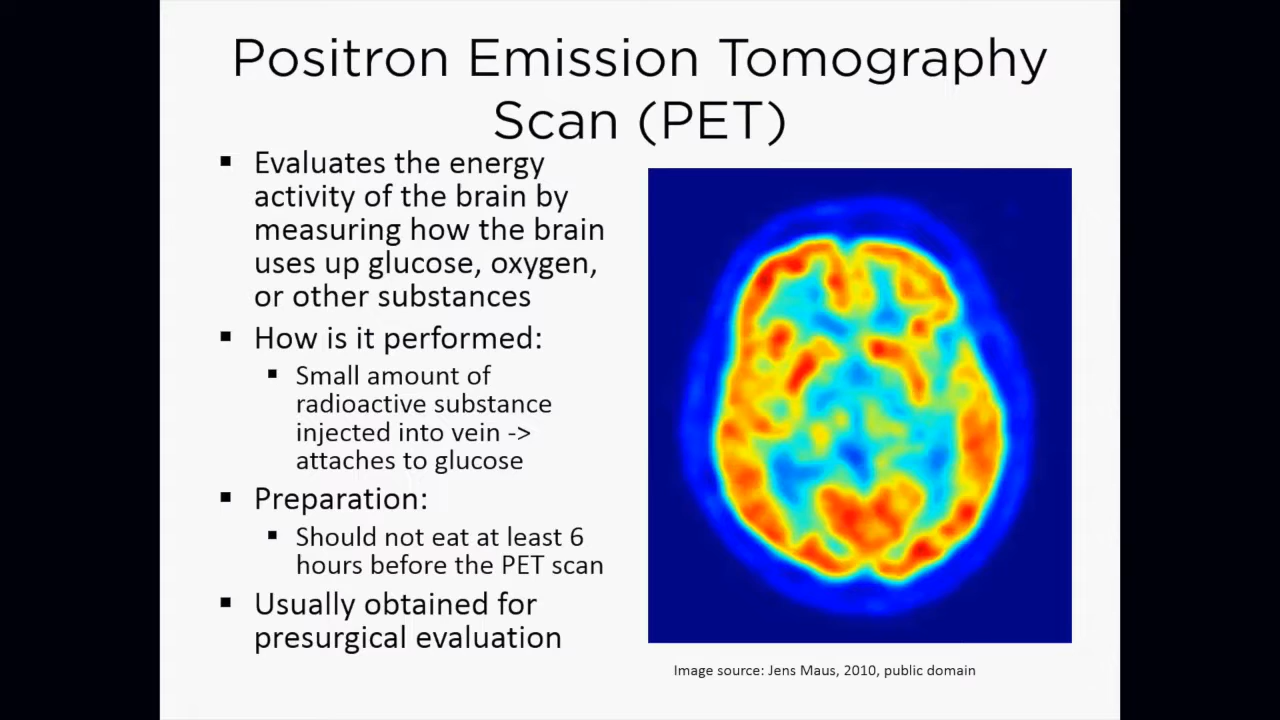 Positron Emission Tomography
Scan (PET)
▪ Evaluates the energy
activity of the brain by
measuring how the brain
uses up glucose, oxygen,
or other substances
▪ How is it performed:
▪ Small amount of
radioactive substance
injected into vein ->
attaches to glucose
▪ Preparation:
▪ Should not eat at least 6
hours before the PET scan
▪ Usually obtained for
presurgical evaluation
Image source: Jens Maus, 2010, public domain